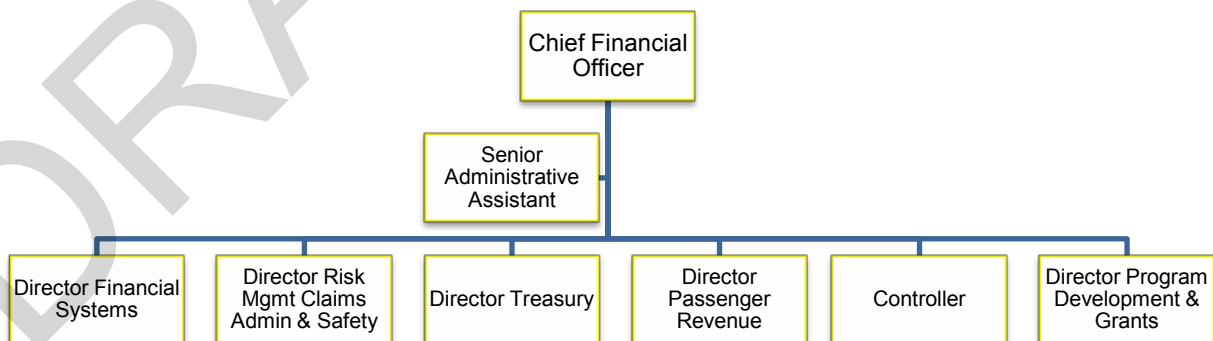 Chief Financial
Officer
Senior
Administrative
Assistant
Director Financial
Systems
Director Risk
Mgmt Claims
Admin & Safety
Director Treasury
Director
Passenger
Revenue
Controller
Director Program
Development &
Grants
DRA